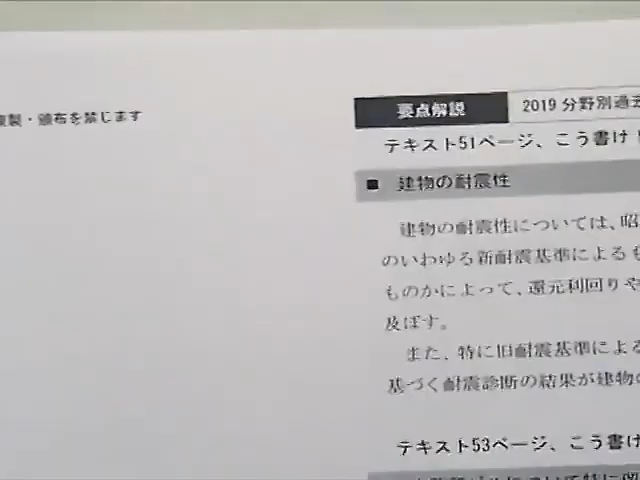 複製・頒布を禁じます
要点解説
2019 分野別過去
テキスト51ページ、こう書け
■ 建物の耐震性
建物の耐震性については、昭
のいわゆる新耐震基準による
ものかによって、還元利回りや
及ぼす。
また、特に旧耐震基準による
基づく耐震診断の結果が建物の
テキスト53ページ、こう書け